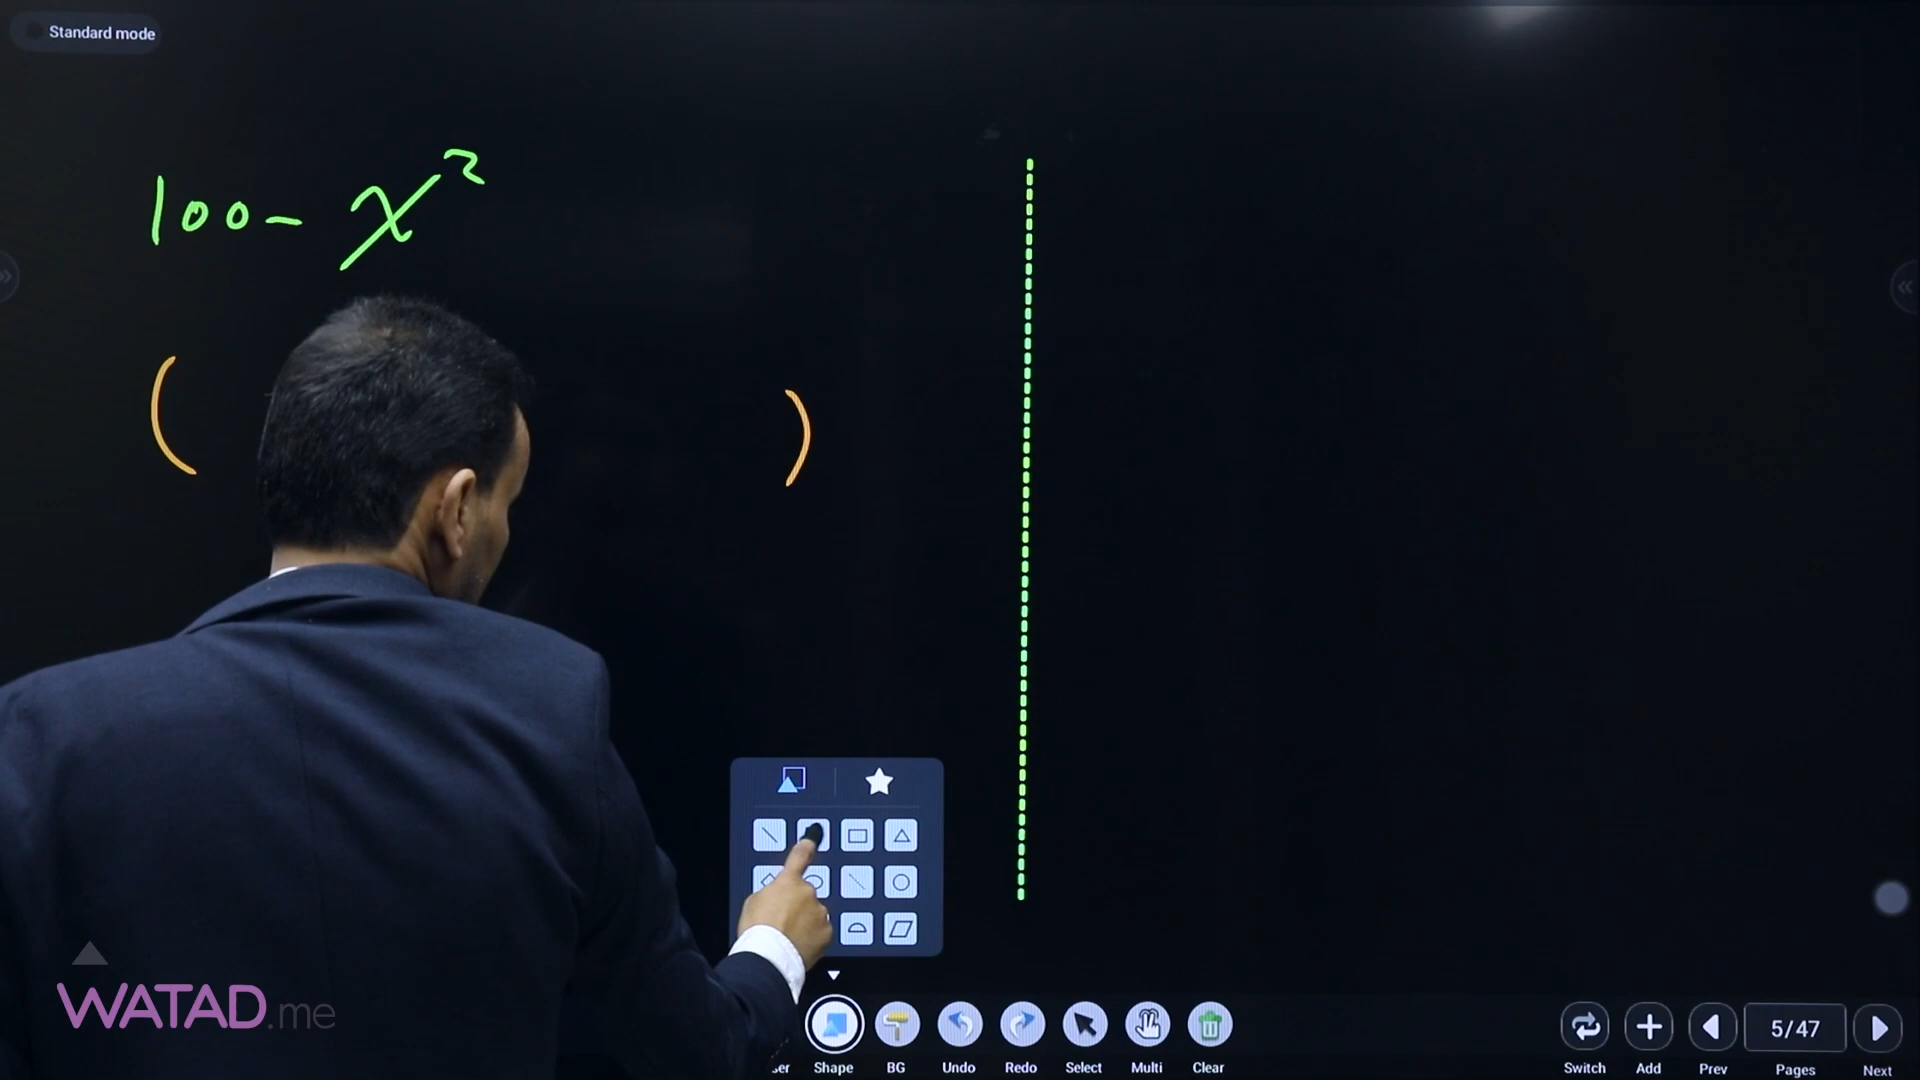 Standard mode
100 - x²
( )
WATAD.me
Shape BG Undo Redo Select Multi Clear
Switch Add Prev 5/47 Pages Next